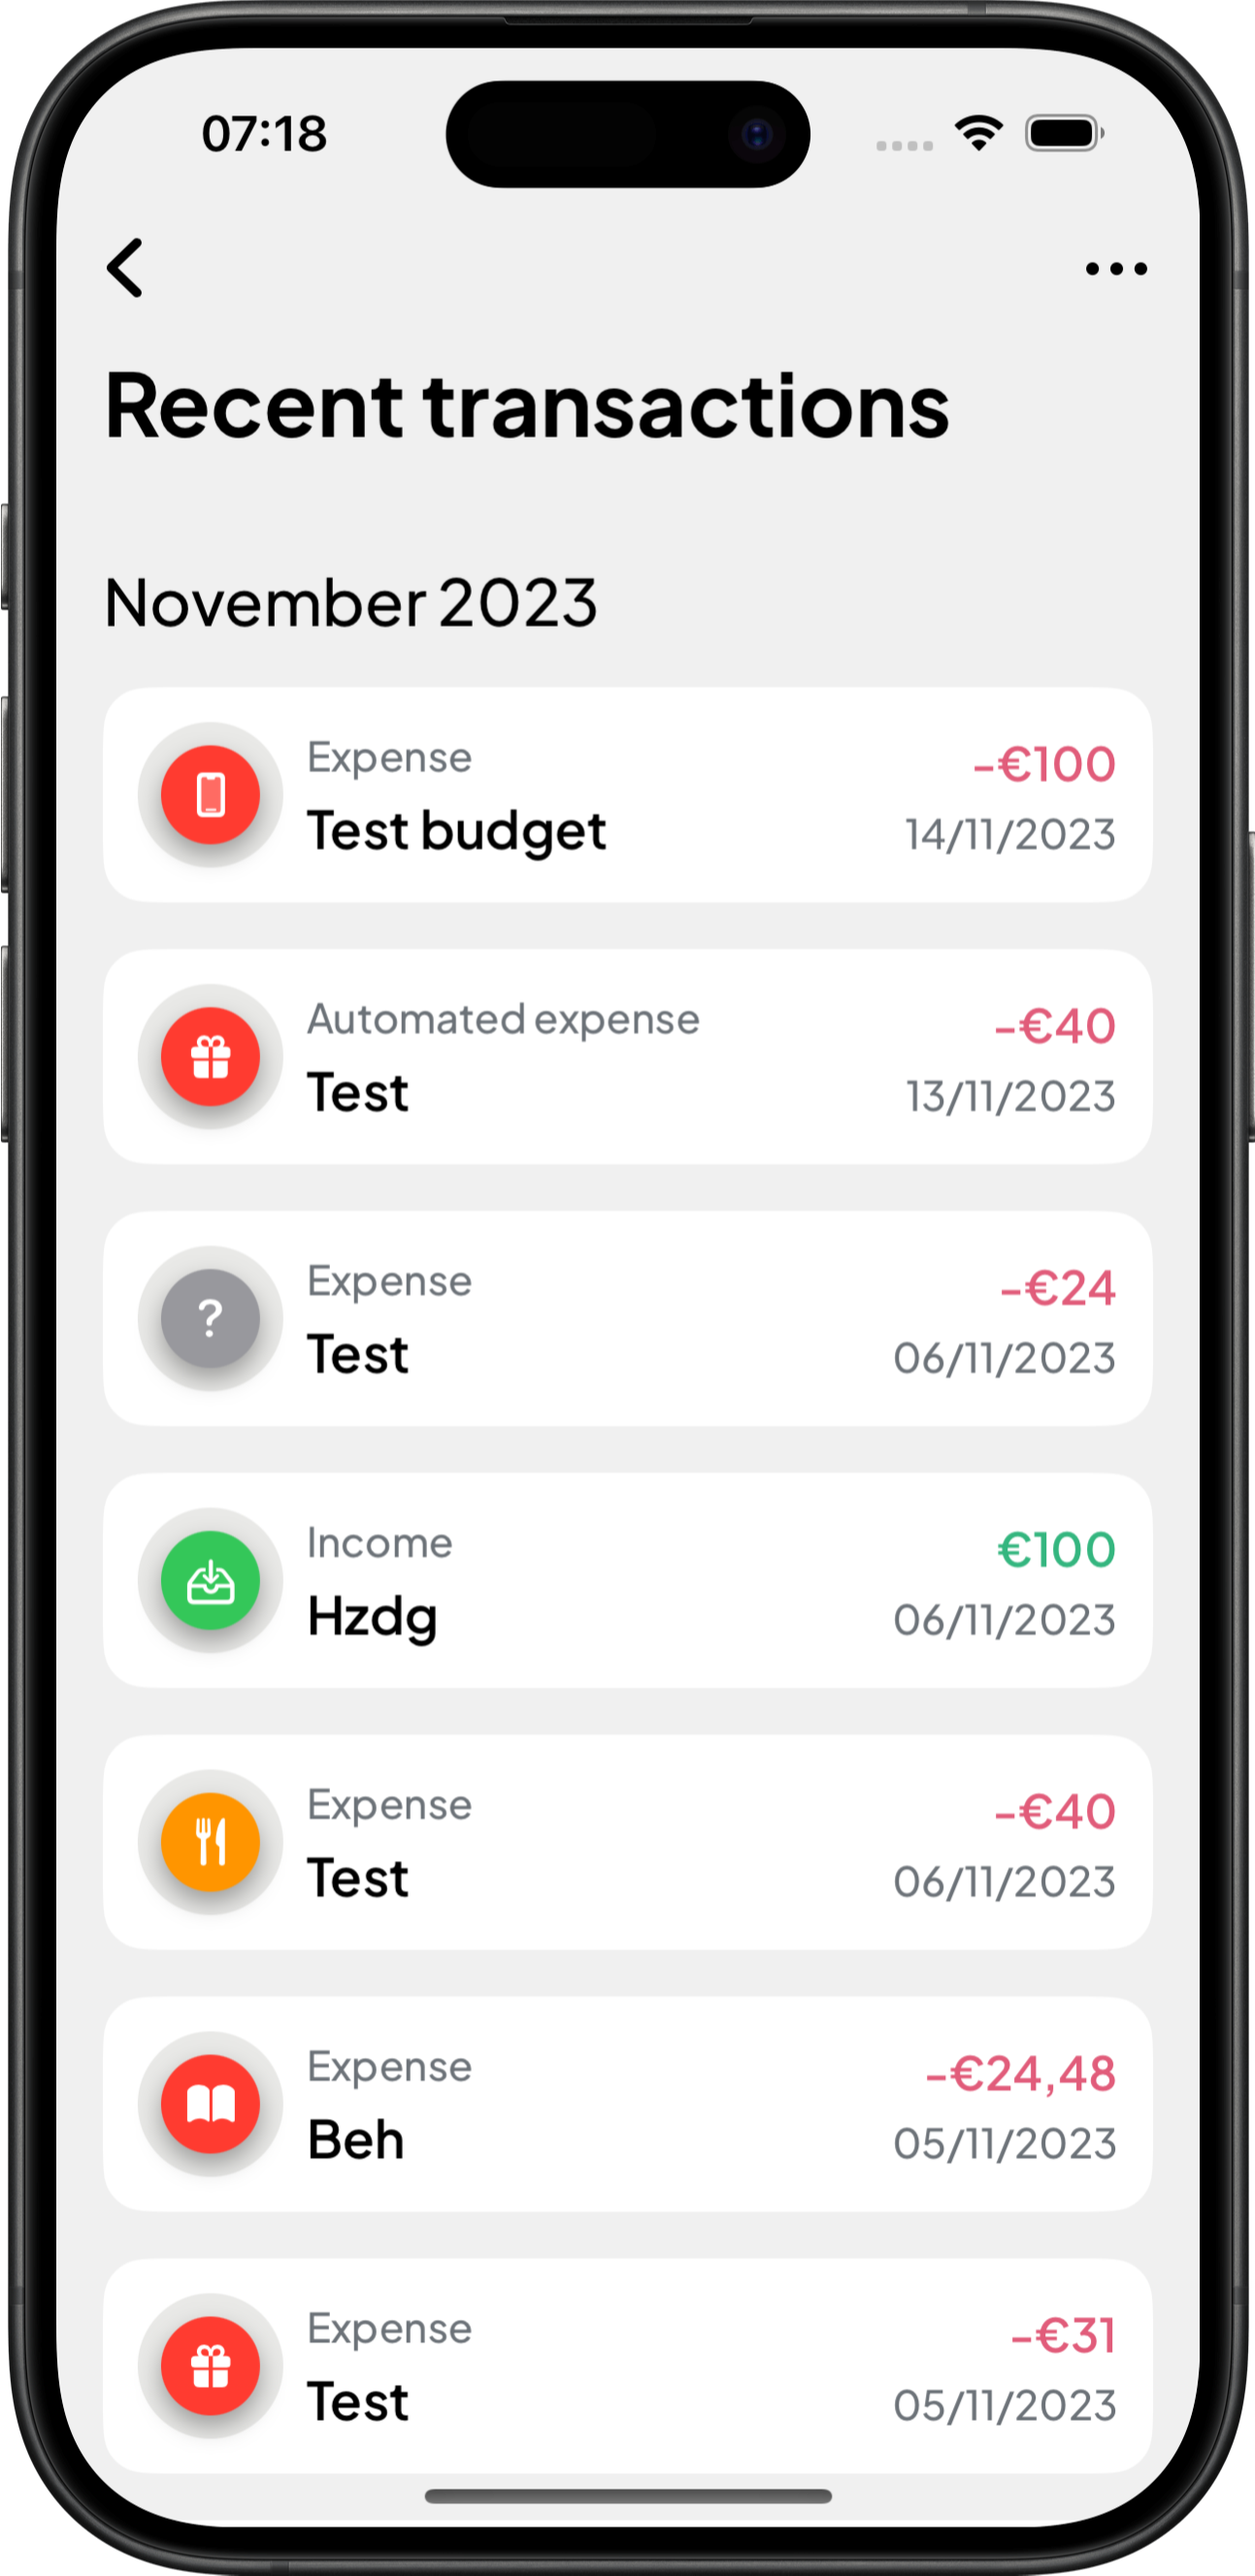 07:18
Recent transactions
November 2023
Expense
-€100
Test budget
14/11/2023
Automated expense
-€40
Test
13/11/2023
Expense
-€24
?
Test
06/11/2023
Income
€100
Hzdg
06/11/2023
Expense
-€40
Test
06/11/2023
Expense
-€24,48
Beh
05/11/2023
Expense
-€31
Test
05/11/2023